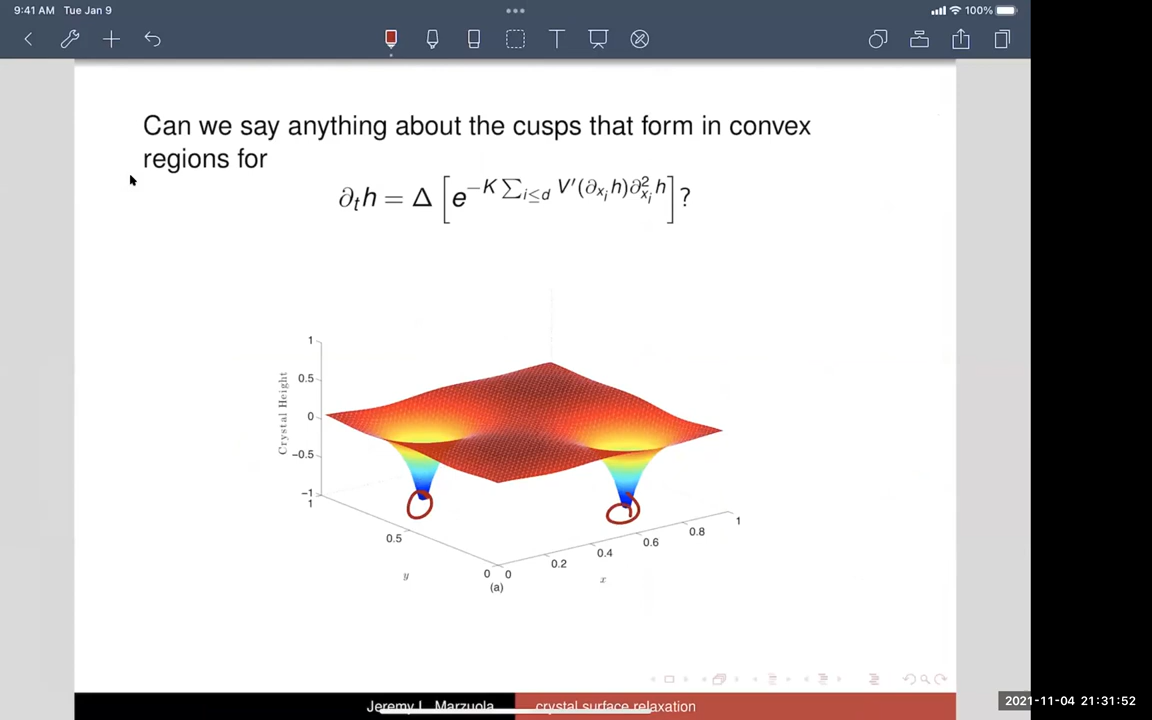 9:41 AM Tue Jan 9
100%
Can we say anything about the cusps that form in convex
regions for
∂ₜh = Δ [e^{−K ∑_{i≤d} V′(∂_{x_i}h)∂²_{x_i}h}]?
Crystal Height
1
0.5
0
−0.5
−1
1
0.5
0
y
0
0.2
0.4
0.6
0.8
1
x
(a)
Jeremy L. Marzuola
crystal surface relaxation
2021-11-04 21:31:52